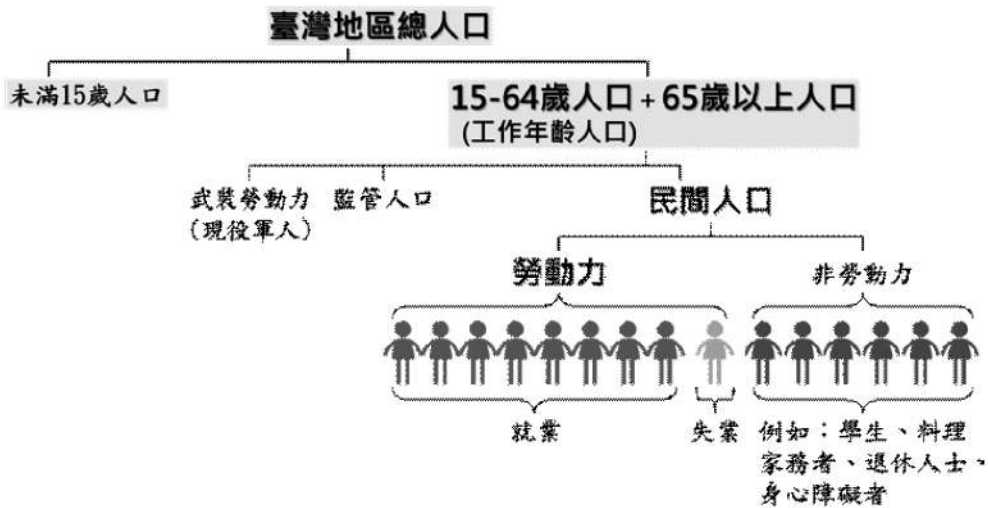 臺灣地區總人口
未滿15歲人口
15-64歲人口+65歲以上人口
(工作年齡人口)
武裝勞動力
(現役軍人)
監管人口
民間人口
勞動力
非勞動力
就業
失業
例如：學生、料理
家務者、退休人士、
身心障礙者